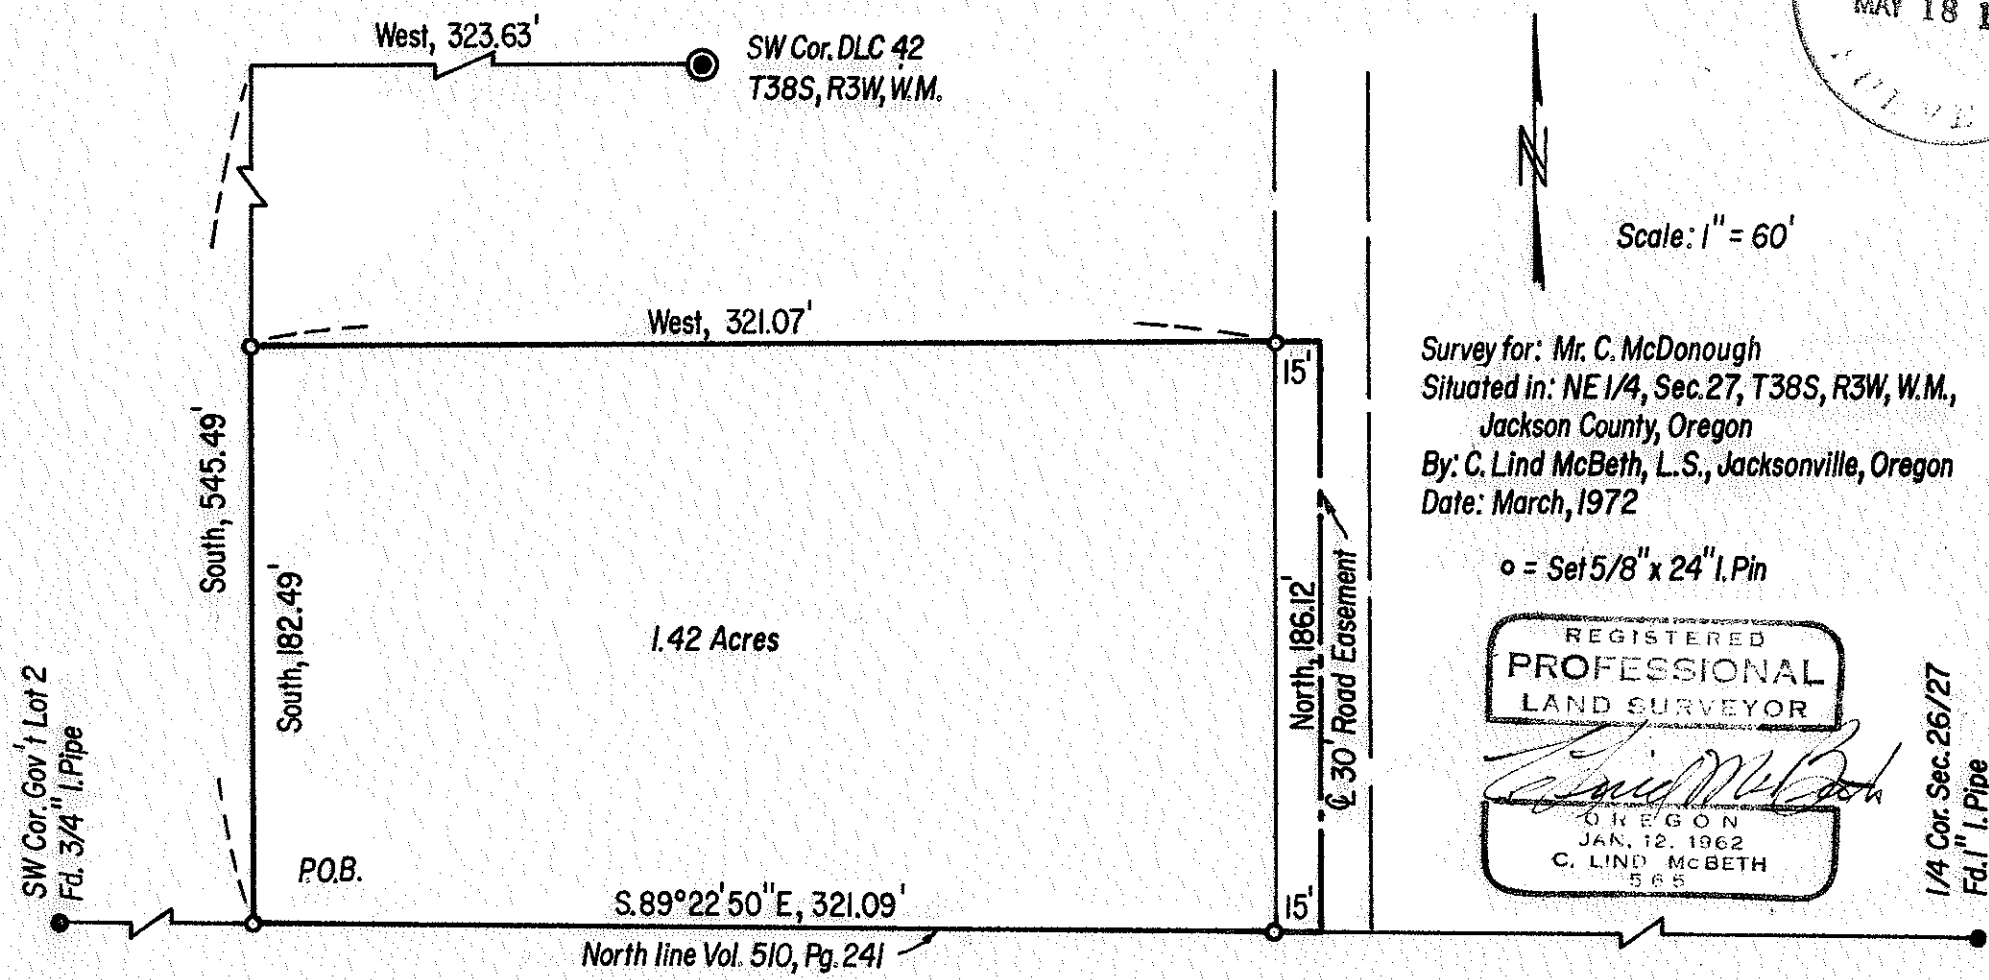 West, 323.63'
SW Cor. DLC 42
T38S, R3W, W.M.
MAY 18
N
Scale: 1" = 60'
West, 321.07'
15'
Survey for: Mr. C. McDonough
Situated in: NE 1/4, Sec. 27, T38S, R3W, W.M.,
Jackson County, Oregon
By: C. Lind McBeth, L.S., Jacksonville, Oregon
Date: March, 1972
o = Set 5/8" x 24" I. Pin
South, 545.49'
South, 182.49'
1.42 Acres
North, 186.12'
℄ 30' Road Easement
REGISTERED
PROFESSIONAL
LAND SURVEYOR
C. Lind McBeth
OREGON
JAN. 12. 1962
C. LIND McBETH
565
SW Cor. Gov't Lot 2
Fd. 3/4" I. Pipe
P.O.B.
S. 89°22'50" E, 321.09'
15'
North line Vol. 510, Pg. 241
1/4 Cor. Sec. 26/27
Fd. 1" I. Pipe